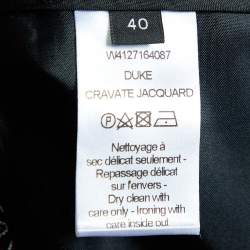 40
W4127164087
DUKE
CRAVATE JACQUARD
Nettoyage à
sec délicat seulement -
Repassage délicat
sur l'envers -
Dry clean with
care only - Ironing with
care inside out